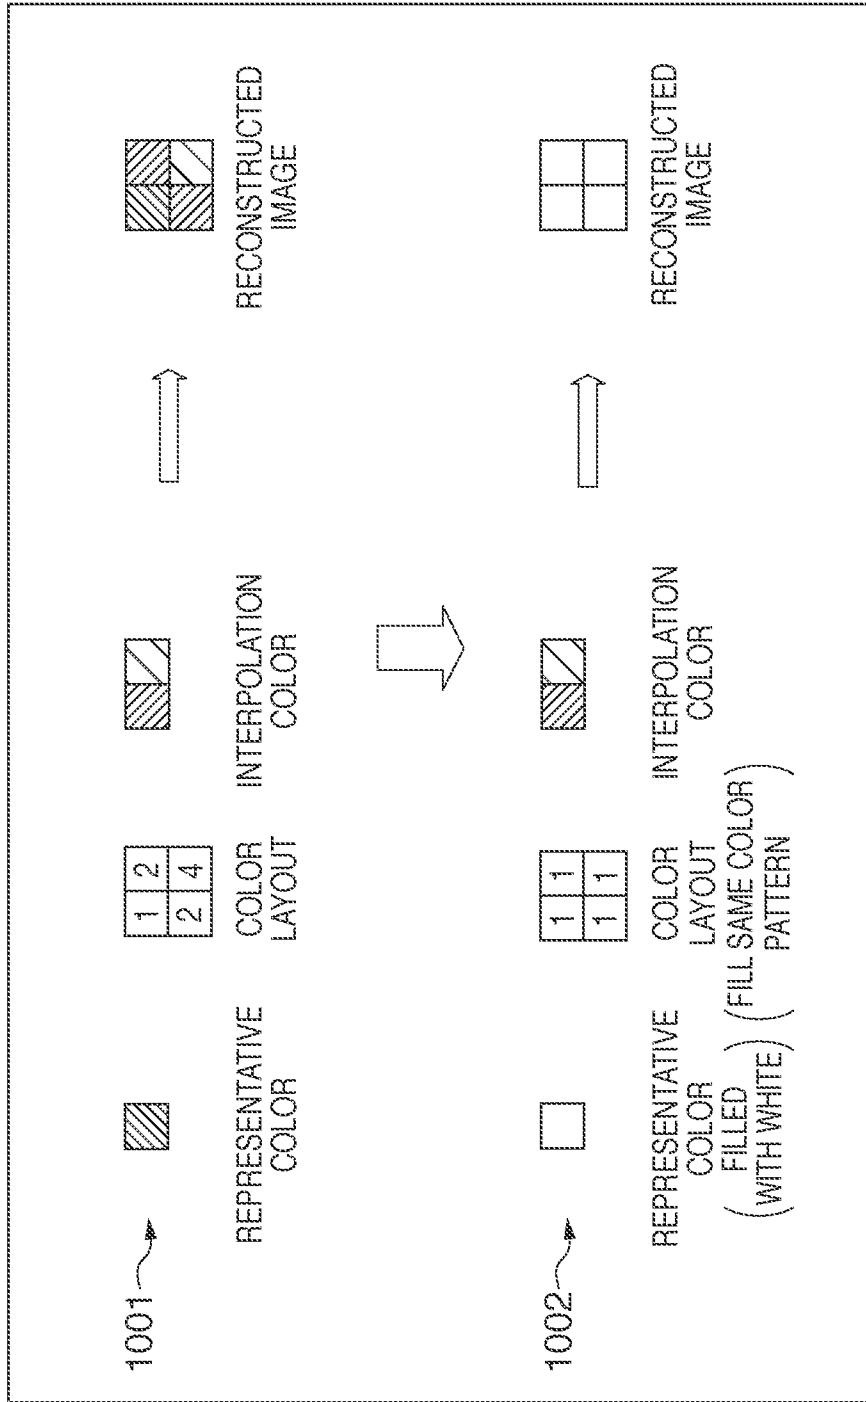 1001
1 2
2 4
REPRESENTATIVE
COLOR
COLOR
LAYOUT
INTERPOLATION
COLOR
RECONSTRUCTED
IMAGE
1002
1 1
1 1
REPRESENTATIVE
COLOR
(FILLED
WITH WHITE)
COLOR
LAYOUT
(FILL SAME COLOR
PATTERN)
INTERPOLATION
COLOR
RECONSTRUCTED
IMAGE